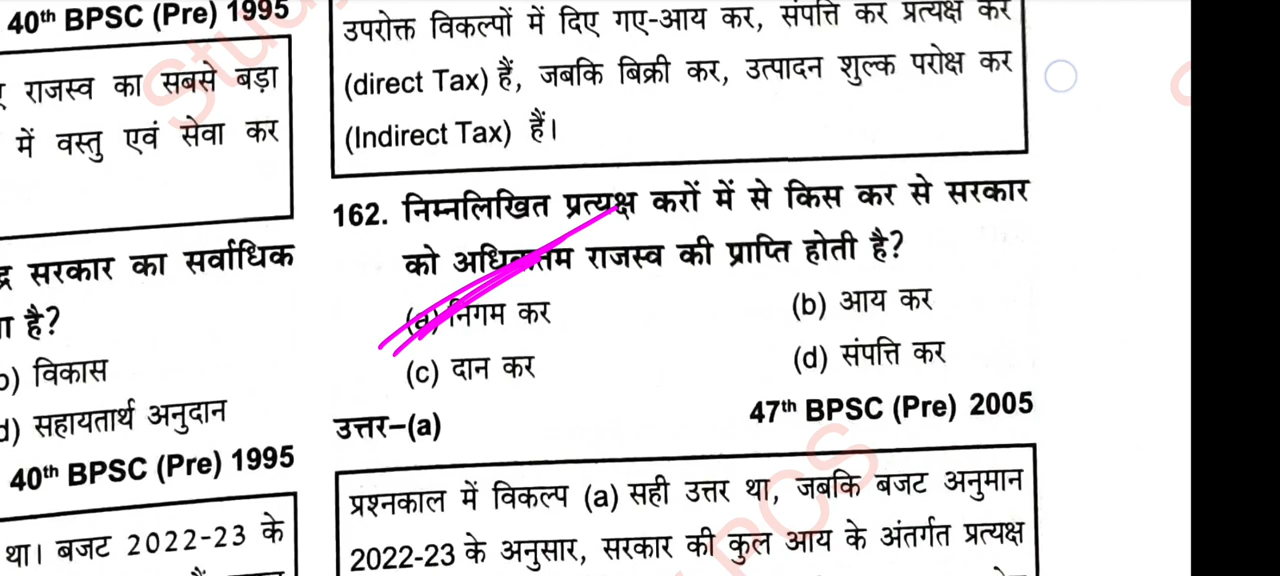 40th BPSC (Pre) 1995
राजस्व का सबसे बड़ा
में वस्तु एवं सेवा कर
सरकार का सर्वाधिक
है?
विकास
सहायतार्थ अनुदान
40th BPSC (Pre) 1995
था। बजट 2022-23 के
उपरोक्त विकल्पों में दिए गए-आय कर, संपत्ति कर प्रत्यक्ष कर
(direct Tax) हैं, जबकि बिक्री कर, उत्पादन शुल्क परोक्ष कर
(Indirect Tax) हैं।
162. निम्नलिखित प्रत्यक्ष करों में से किस कर से सरकार
को अधिकतम राजस्व की प्राप्ति होती है?
(a) निगम कर (b) आय कर
(c) दान कर (d) संपत्ति कर
उत्तर–(a) 47th BPSC (Pre) 2005
प्रश्नकाल में विकल्प (a) सही उत्तर था, जबकि बजट अनुमान
2022-23 के अनुसार, सरकार की कुल आय के अंतर्गत प्रत्यक्ष
PCS